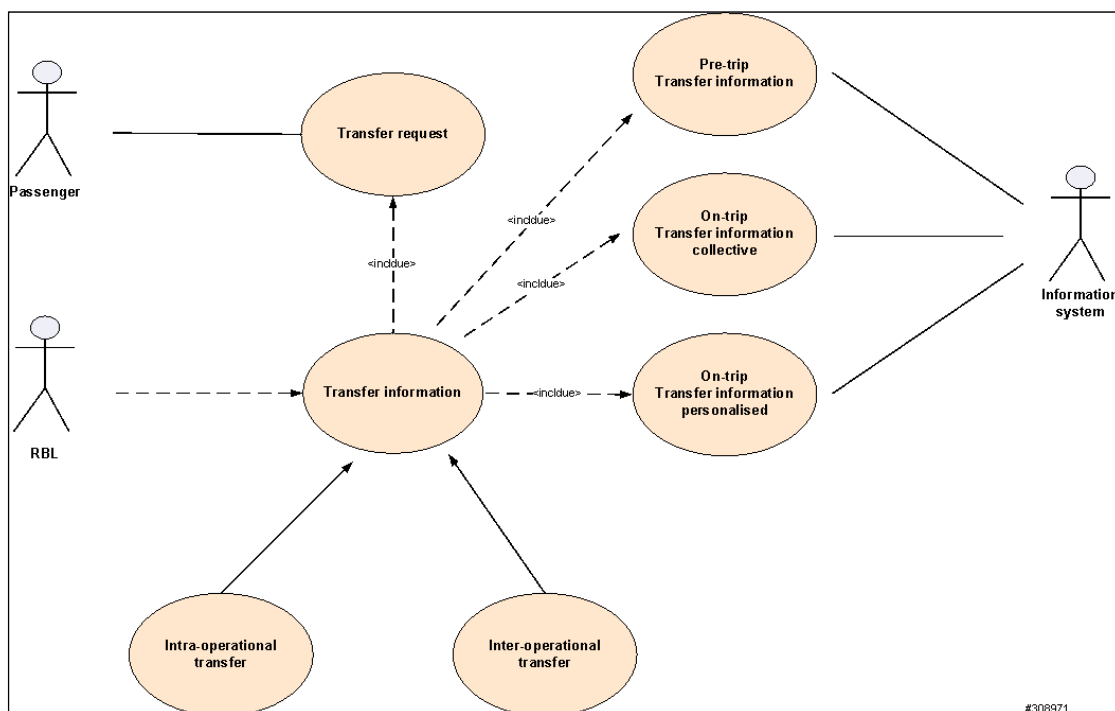 Pre-trip
Transfer information
Transfer request
Passenger
<incldue>
On-trip
Transfer information
collective
<incldue>
<incldue>
Information
system
Transfer information
<incldue>
On-trip
Transfer information
personalised
RBL
Intra-operational
transfer
Inter-operational
transfer
#308971